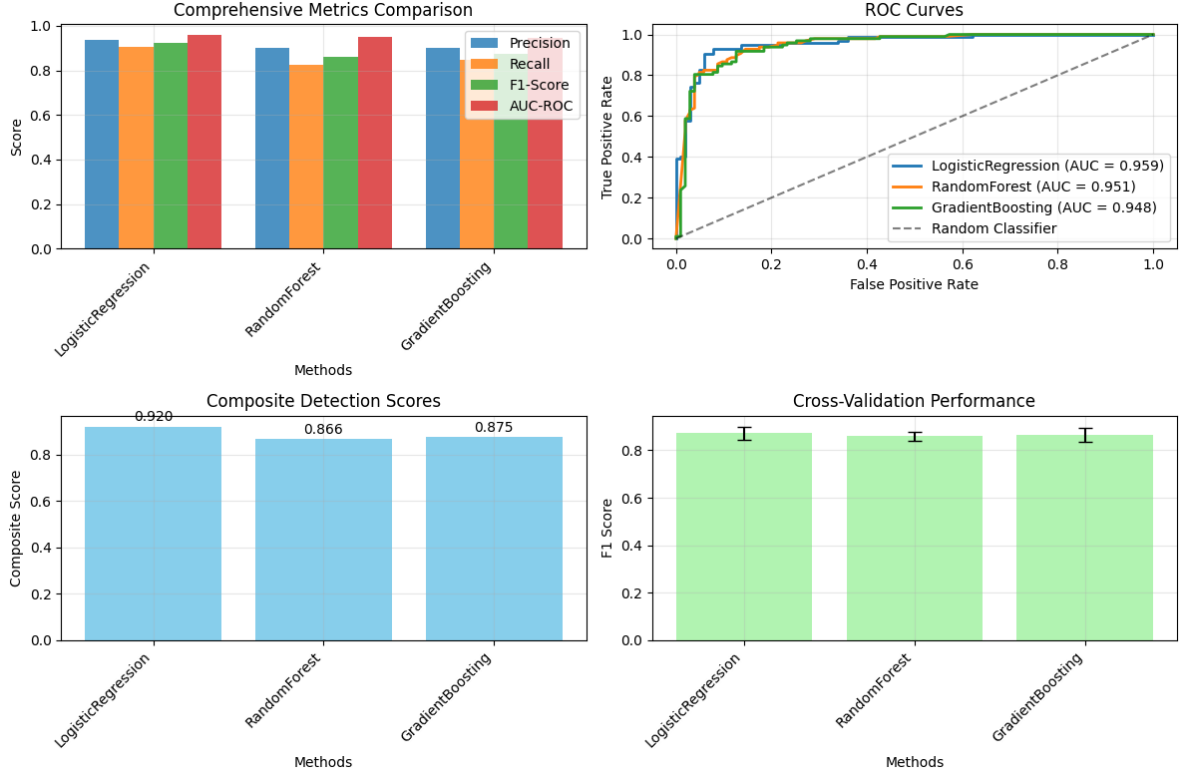 Comprehensive Metrics Comparison
1.0
0.8
0.6
0.4
0.2
0.0
Score
Precision
Recall
F1-Score
AUC-ROC
LogisticRegression
RandomForest
GradientBoosting
Methods
ROC Curves
1.0
0.8
0.6
0.4
0.2
0.0
True Positive Rate
LogisticRegression (AUC = 0.959)
RandomForest (AUC = 0.951)
GradientBoosting (AUC = 0.948)
Random Classifier
0.0
0.2
0.4
0.6
0.8
1.0
False Positive Rate
Composite Detection Scores
0.8
0.6
0.4
0.2
0.0
Composite Score
0.920
0.866
0.875
LogisticRegression
RandomForest
GradientBoosting
Methods
Cross-Validation Performance
0.8
0.6
0.4
0.2
0.0
F1 Score
LogisticRegression
RandomForest
GradientBoosting
Methods